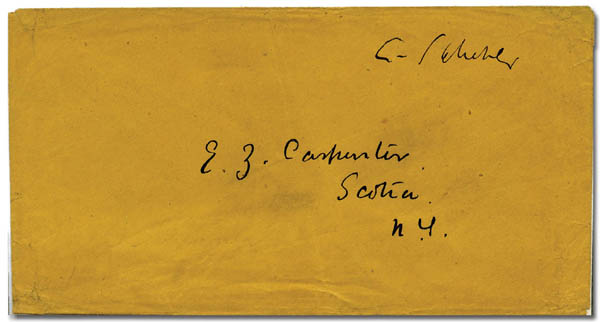 E. Z. Carpenter.
Scotia.
N.Y.